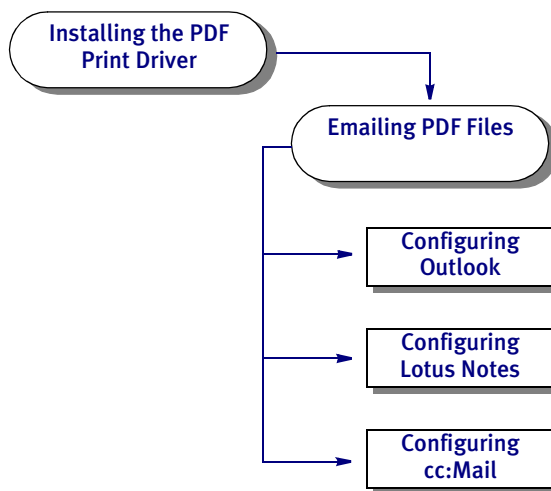 Installing the PDF
Print Driver
Emailing PDF Files
Configuring
Outlook
Configuring
Lotus Notes
Configuring
cc:Mail